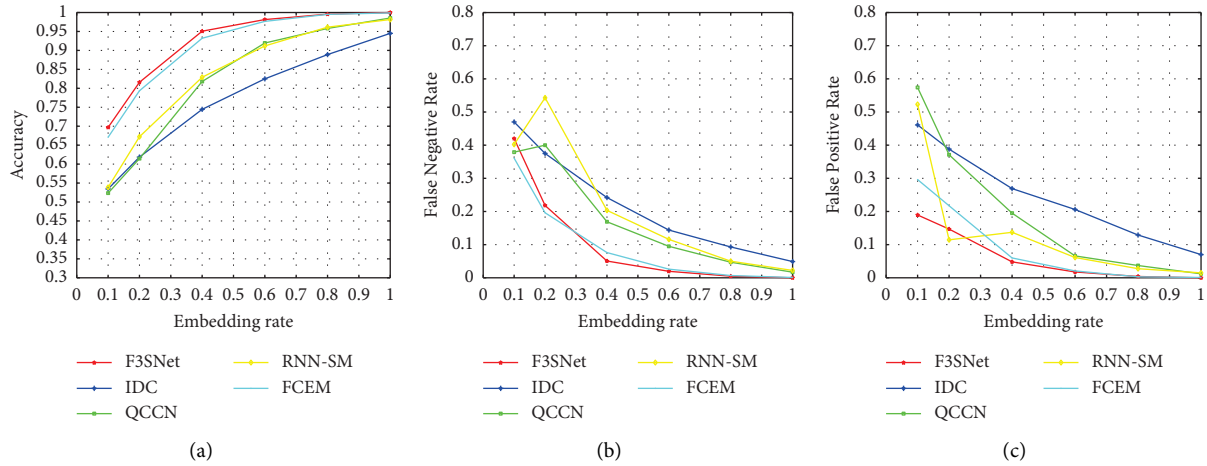 Accuracy
1
0.95
0.9
0.85
0.8
0.75
0.7
0.65
0.6
0.55
0.5
0.45
0.4
0.35
0.3
0 0.1 0.2 0.3 0.4 0.5 0.6 0.7 0.8 0.9 1
Embedding rate
F3SNet RNN-SM
IDC FCEM
QCCN
(a)
False Negative Rate
0.8
0.7
0.6
0.5
0.4
0.3
0.2
0.1
0
0 0.1 0.2 0.3 0.4 0.5 0.6 0.7 0.8 0.9 1
Embedding rate
F3SNet RNN-SM
IDC FCEM
QCCN
(b)
False Positive Rate
0.8
0.7
0.6
0.5
0.4
0.3
0.2
0.1
0
0 0.1 0.2 0.3 0.4 0.5 0.6 0.7 0.8 0.9 1
Embedding rate
F3SNet RNN-SM
IDC FCEM
QCCN
(c)